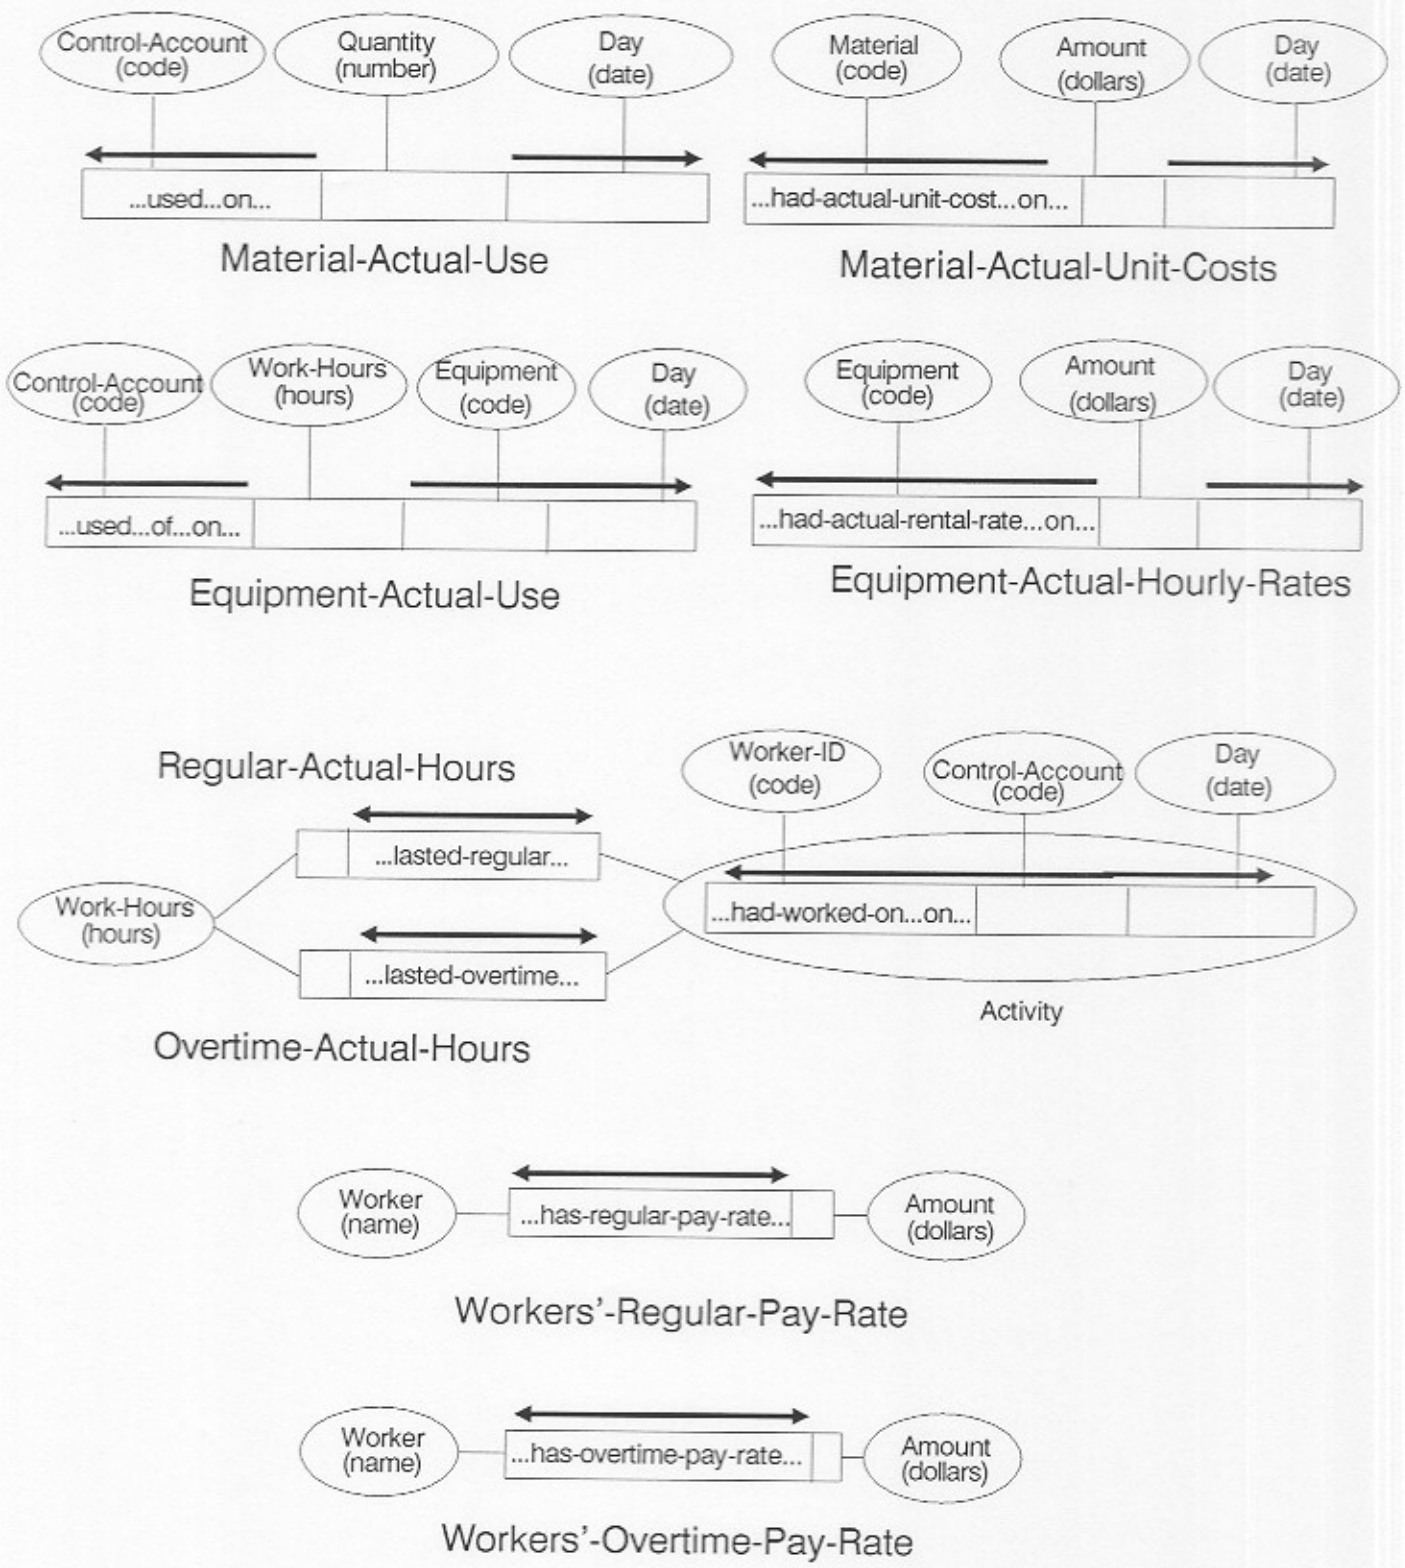 Control-Account
(code)
Quantity
(number)
Day
(date)
Material
(code)
Amount
(dollars)
Day
(date)
...used...on...
...had-actual-unit-cost...on...
Material-Actual-Use
Material-Actual-Unit-Costs
Control-Account
(code)
Work-Hours
(hours)
Equipment
(code)
Day
(date)
Equipment
(code)
Amount
(dollars)
Day
(date)
...used...of...on...
...had-actual-rental-rate...on...
Equipment-Actual-Use
Equipment-Actual-Hourly-Rates
Regular-Actual-Hours
Worker-ID
(code)
Control-Account
(code)
Day
(date)
...lasted-regular...
Work-Hours
(hours)
...had-worked-on...on...
...lasted-overtime...
Activity
Overtime-Actual-Hours
Worker
(name)
...has-regular-pay-rate...
Amount
(dollars)
Workers'-Regular-Pay-Rate
Worker
(name)
...has-overtime-pay-rate...
Amount
(dollars)
Workers'-Overtime-Pay-Rate